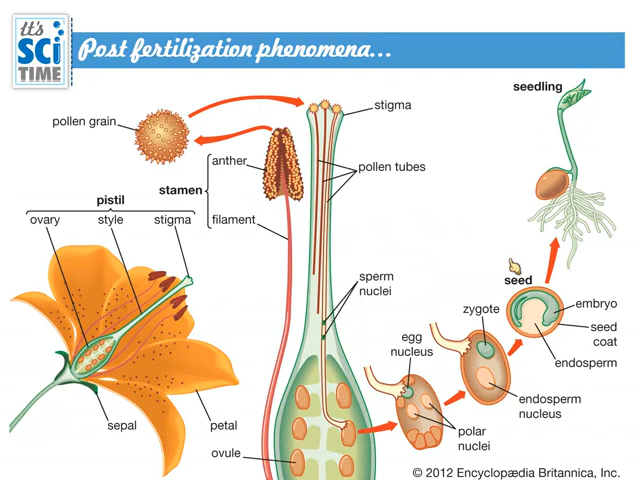 It's
SCi
TIME
Post fertilization phenomena...
seedling
stigma
pollen grain
anther
pollen tubes
stamen
pistil
ovary style stigma
filament
sperm
nuclei
seed
zygote
embryo
seed
coat
egg
nucleus
endosperm
endosperm
nucleus
sepal
petal
polar
nuclei
ovule
© 2012 Encyclopædia Britannica, Inc.